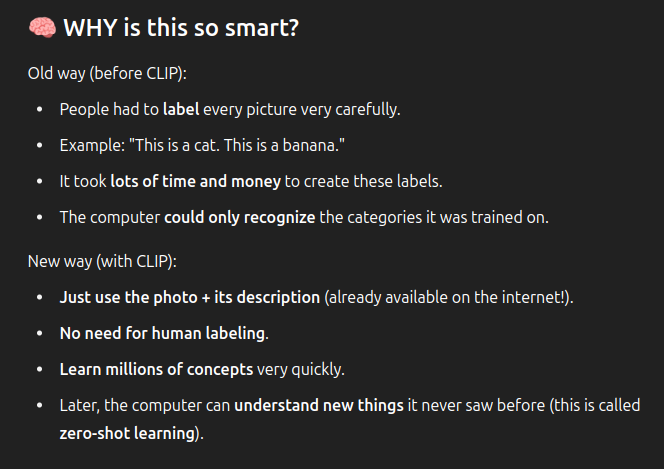 🧠 WHY is this so smart?
Old way (before CLIP):
• People had to label every picture very carefully.
• Example: "This is a cat. This is a banana."
• It took lots of time and money to create these labels.
• The computer could only recognize the categories it was trained on.
New way (with CLIP):
• Just use the photo + its description (already available on the internet!).
• No need for human labeling.
• Learn millions of concepts very quickly.
• Later, the computer can understand new things it never saw before (this is called
zero-shot learning).